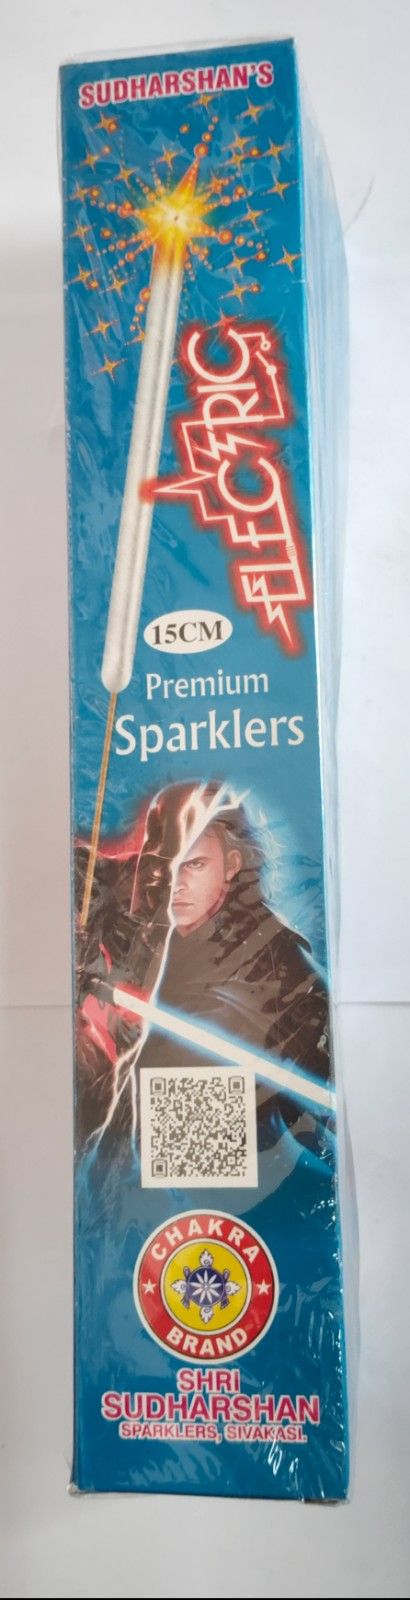 SUDHARSHAN'S
ELECTRIC
15CM
Premium
Sparklers
CHAKRA
BRAND
SHRI
SUDHARSHAN
SPARKLERS, SIVAKASI.